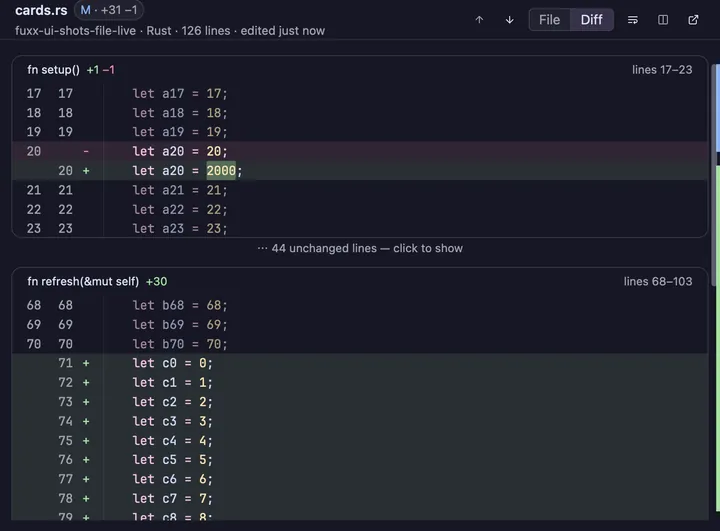 cards.rs M · +31 −1
fuxx-ui-shots-file-live · Rust · 126 lines · edited just now
↑ ↓ File Diff
fn setup() +1 −1 lines 17–23
17 17 let a17 = 17;
18 18 let a18 = 18;
19 19 let a19 = 19;
20 - let a20 = 20;
20 + let a20 = 2000;
21 21 let a21 = 21;
22 22 let a22 = 22;
23 23 let a23 = 23;
··· 44 unchanged lines — click to show
fn refresh(&mut self) +30 lines 68–103
68 68 let b68 = 68;
69 69 let b69 = 69;
70 70 let b70 = 70;
71 + let c0 = 0;
72 + let c1 = 1;
73 + let c2 = 2;
74 + let c3 = 3;
75 + let c4 = 4;
76 + let c5 = 5;
77 + let c6 = 6;
78 + let c7 = 7;
79 + let c8 = 8;